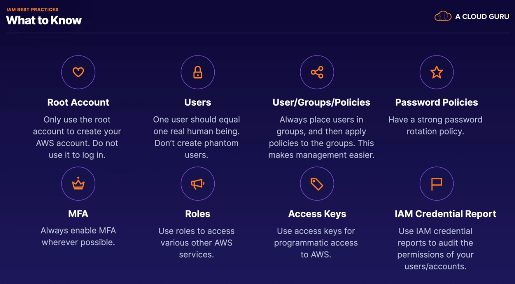 IAM BEST PRACTICES
What to Know
A CLOUD GURU
Root Account
Only use the root
account to create your
AWS account. Do not
use it to log in.
Users
One user should equal
one real human being.
Don't create phantom
users.
User/Groups/Policies
Always place users in
groups, and then apply
policies to the groups. This
makes management easier.
Password Policies
Have a strong password
rotation policy.
MFA
Always enable MFA
wherever possible.
Roles
Use roles to access
various other AWS
services.
Access Keys
Use access keys for
programmatic access
to AWS.
IAM Credential Report
Use IAM credential
reports to audit the
permissions of your
users/accounts.